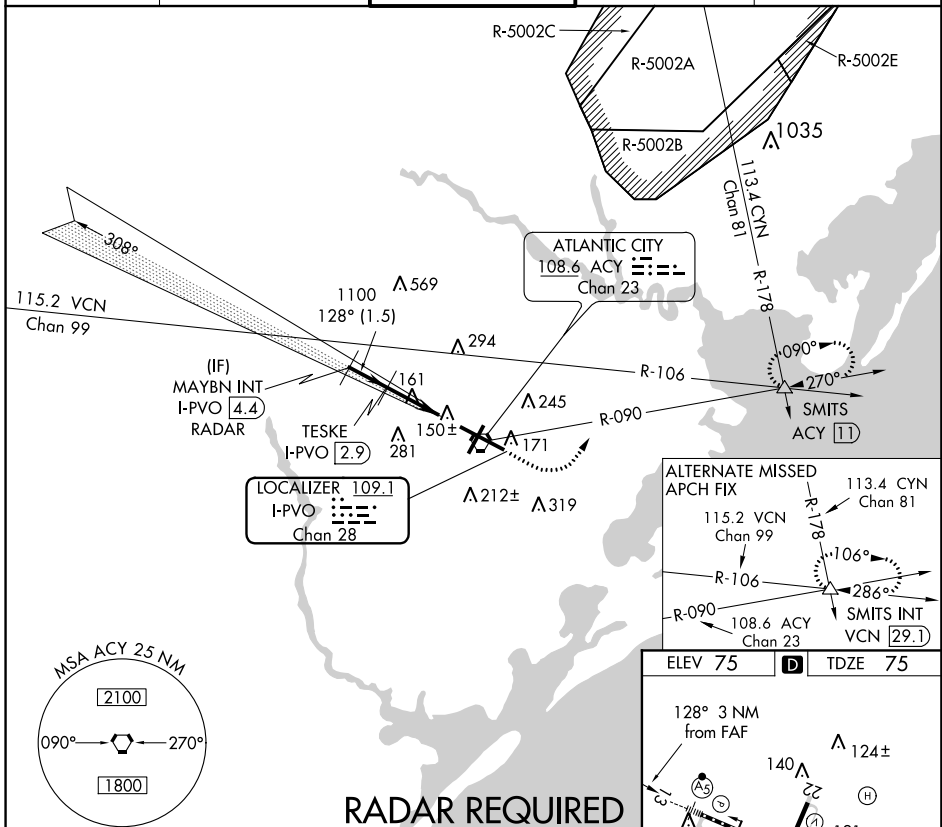 R-5002C
R-5002A
R-5002E
R-5002B
1035
113.4 CYN
Chan 81
R-178
308°
ATLANTIC CITY
108.6 ACY
Chan 23
569
1100
128° (1.5)
115.2 VCN
Chan 99
294
090°
R-106
270°
(IF)
MAYBN INT
I-PVO 4.4
RADAR
161
245
R-090
SMITS
ACY 11
TESKE
I-PVO 2.9
150±
281
171
LOCALIZER 109.1
I-PVO
Chan 28
212±
319
ALTERNATE MISSED
APCH FIX
113.4 CYN
Chan 81
115.2 VCN
Chan 99
R-178
106°
R-106
286°
R-090
SMITS INT
VCN 29.1
108.6 ACY
Chan 23
MSA ACY 25 NM
2100
090°
270°
1800
ELEV 75
D
TDZE 75
128° 3 NM
from FAF
124±
140
A5
P
22
H
13
RADAR REQUIRED